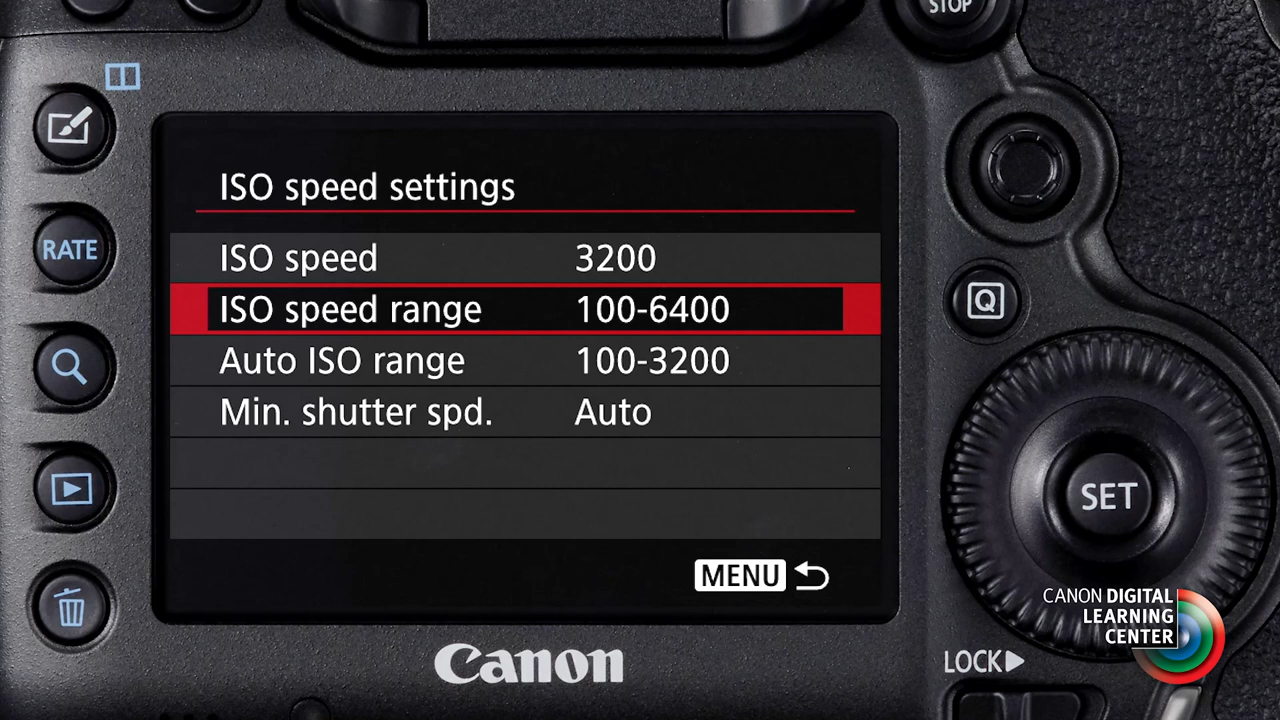 STOP
RATE
ISO speed settings
ISO speed 3200
ISO speed range 100-6400
Auto ISO range 100-3200
Min. shutter spd. Auto
MENU
Q
SET
CANON DIGITAL
LEARNING
CENTER
LOCK
Canon